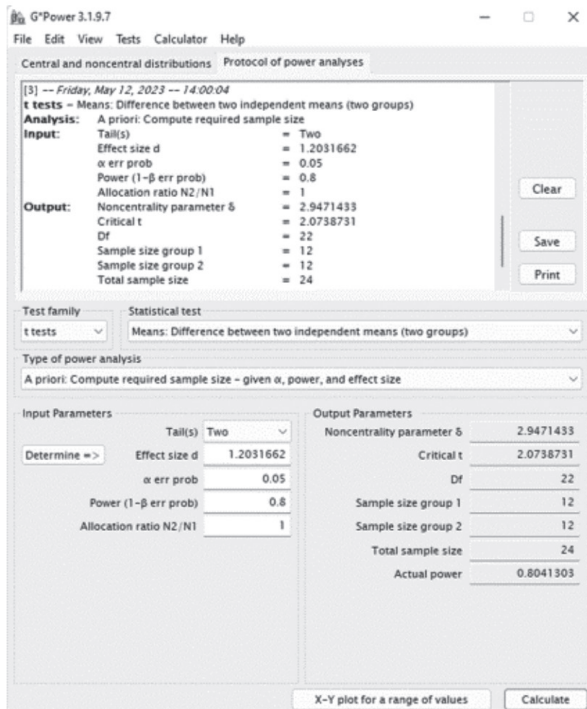 G*Power 3.1.9.7
File Edit View Tests Calculator Help
Central and noncentral distributions Protocol of power analyses
[3] -- Friday, May 12, 2023 -- 14:00:04
t tests – Means: Difference between two independent means (two groups)
Analysis: A priori: Compute required sample size
Input: Tail(s) = Two
Effect size d = 1.2031662
α err prob = 0.05
Power (1-β err prob) = 0.8
Allocation ratio N2/N1 = 1
Output: Noncentrality parameter δ = 2.9471433
Critical t = 2.0738731
Df = 22
Sample size group 1 = 12
Sample size group 2 = 12
Total sample size = 24
Clear
Save
Print
Test family Statistical test
t tests Means: Difference between two independent means (two groups)
Type of power analysis
A priori: Compute required sample size – given α, power, and effect size
Input Parameters Output Parameters
Tail(s) Two Noncentrality parameter δ 2.9471433
Determine => Effect size d 1.2031662 Critical t 2.0738731
α err prob 0.05 Df 22
Power (1-β err prob) 0.8 Sample size group 1 12
Allocation ratio N2/N1 1 Sample size group 2 12
Total sample size 24
Actual power 0.8041303
X-Y plot for a range of values Calculate